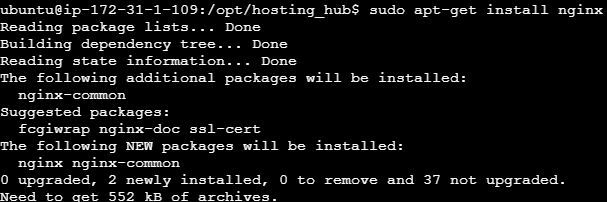 ubuntu@ip-172-31-1-109:/opt/hosting_hub$ sudo apt-get install nginx
Reading package lists... Done
Building dependency tree... Done
Reading state information... Done
The following additional packages will be installed:
  nginx-common
Suggested packages:
  fcgiwrap nginx-doc ssl-cert
The following NEW packages will be installed:
  nginx nginx-common
0 upgraded, 2 newly installed, 0 to remove and 37 not upgraded.
Need to get 552 kB of archives.